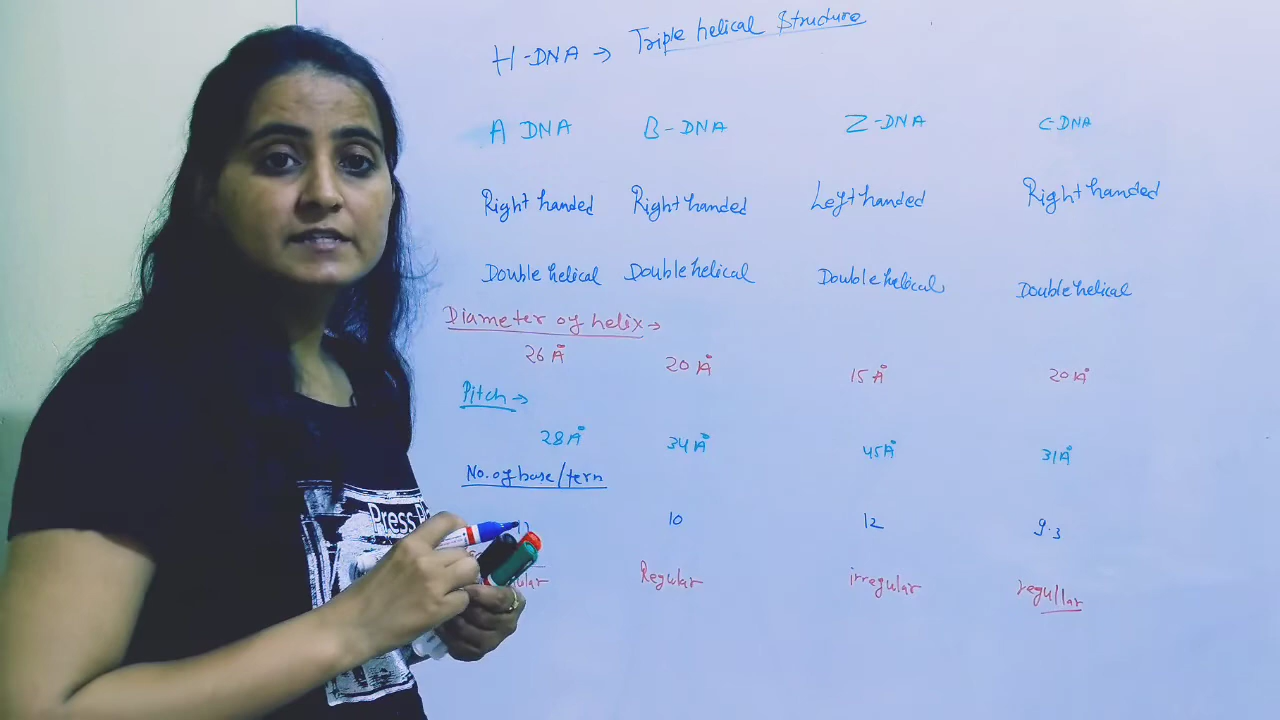 H-DNA → Triple helical Structure
A DNA B-DNA Z-DNA C-DNA
Right handed Right handed Left handed Right handed
Double helical Double helical Double helical Double helical
Diameter of helix →
26 Å 20 Å 15 Å 20 Å
Pitch →
28 Å 34 Å 45 Å 31 Å
No. of base/tern
10 12 9.3
Regular irregular regular
Press